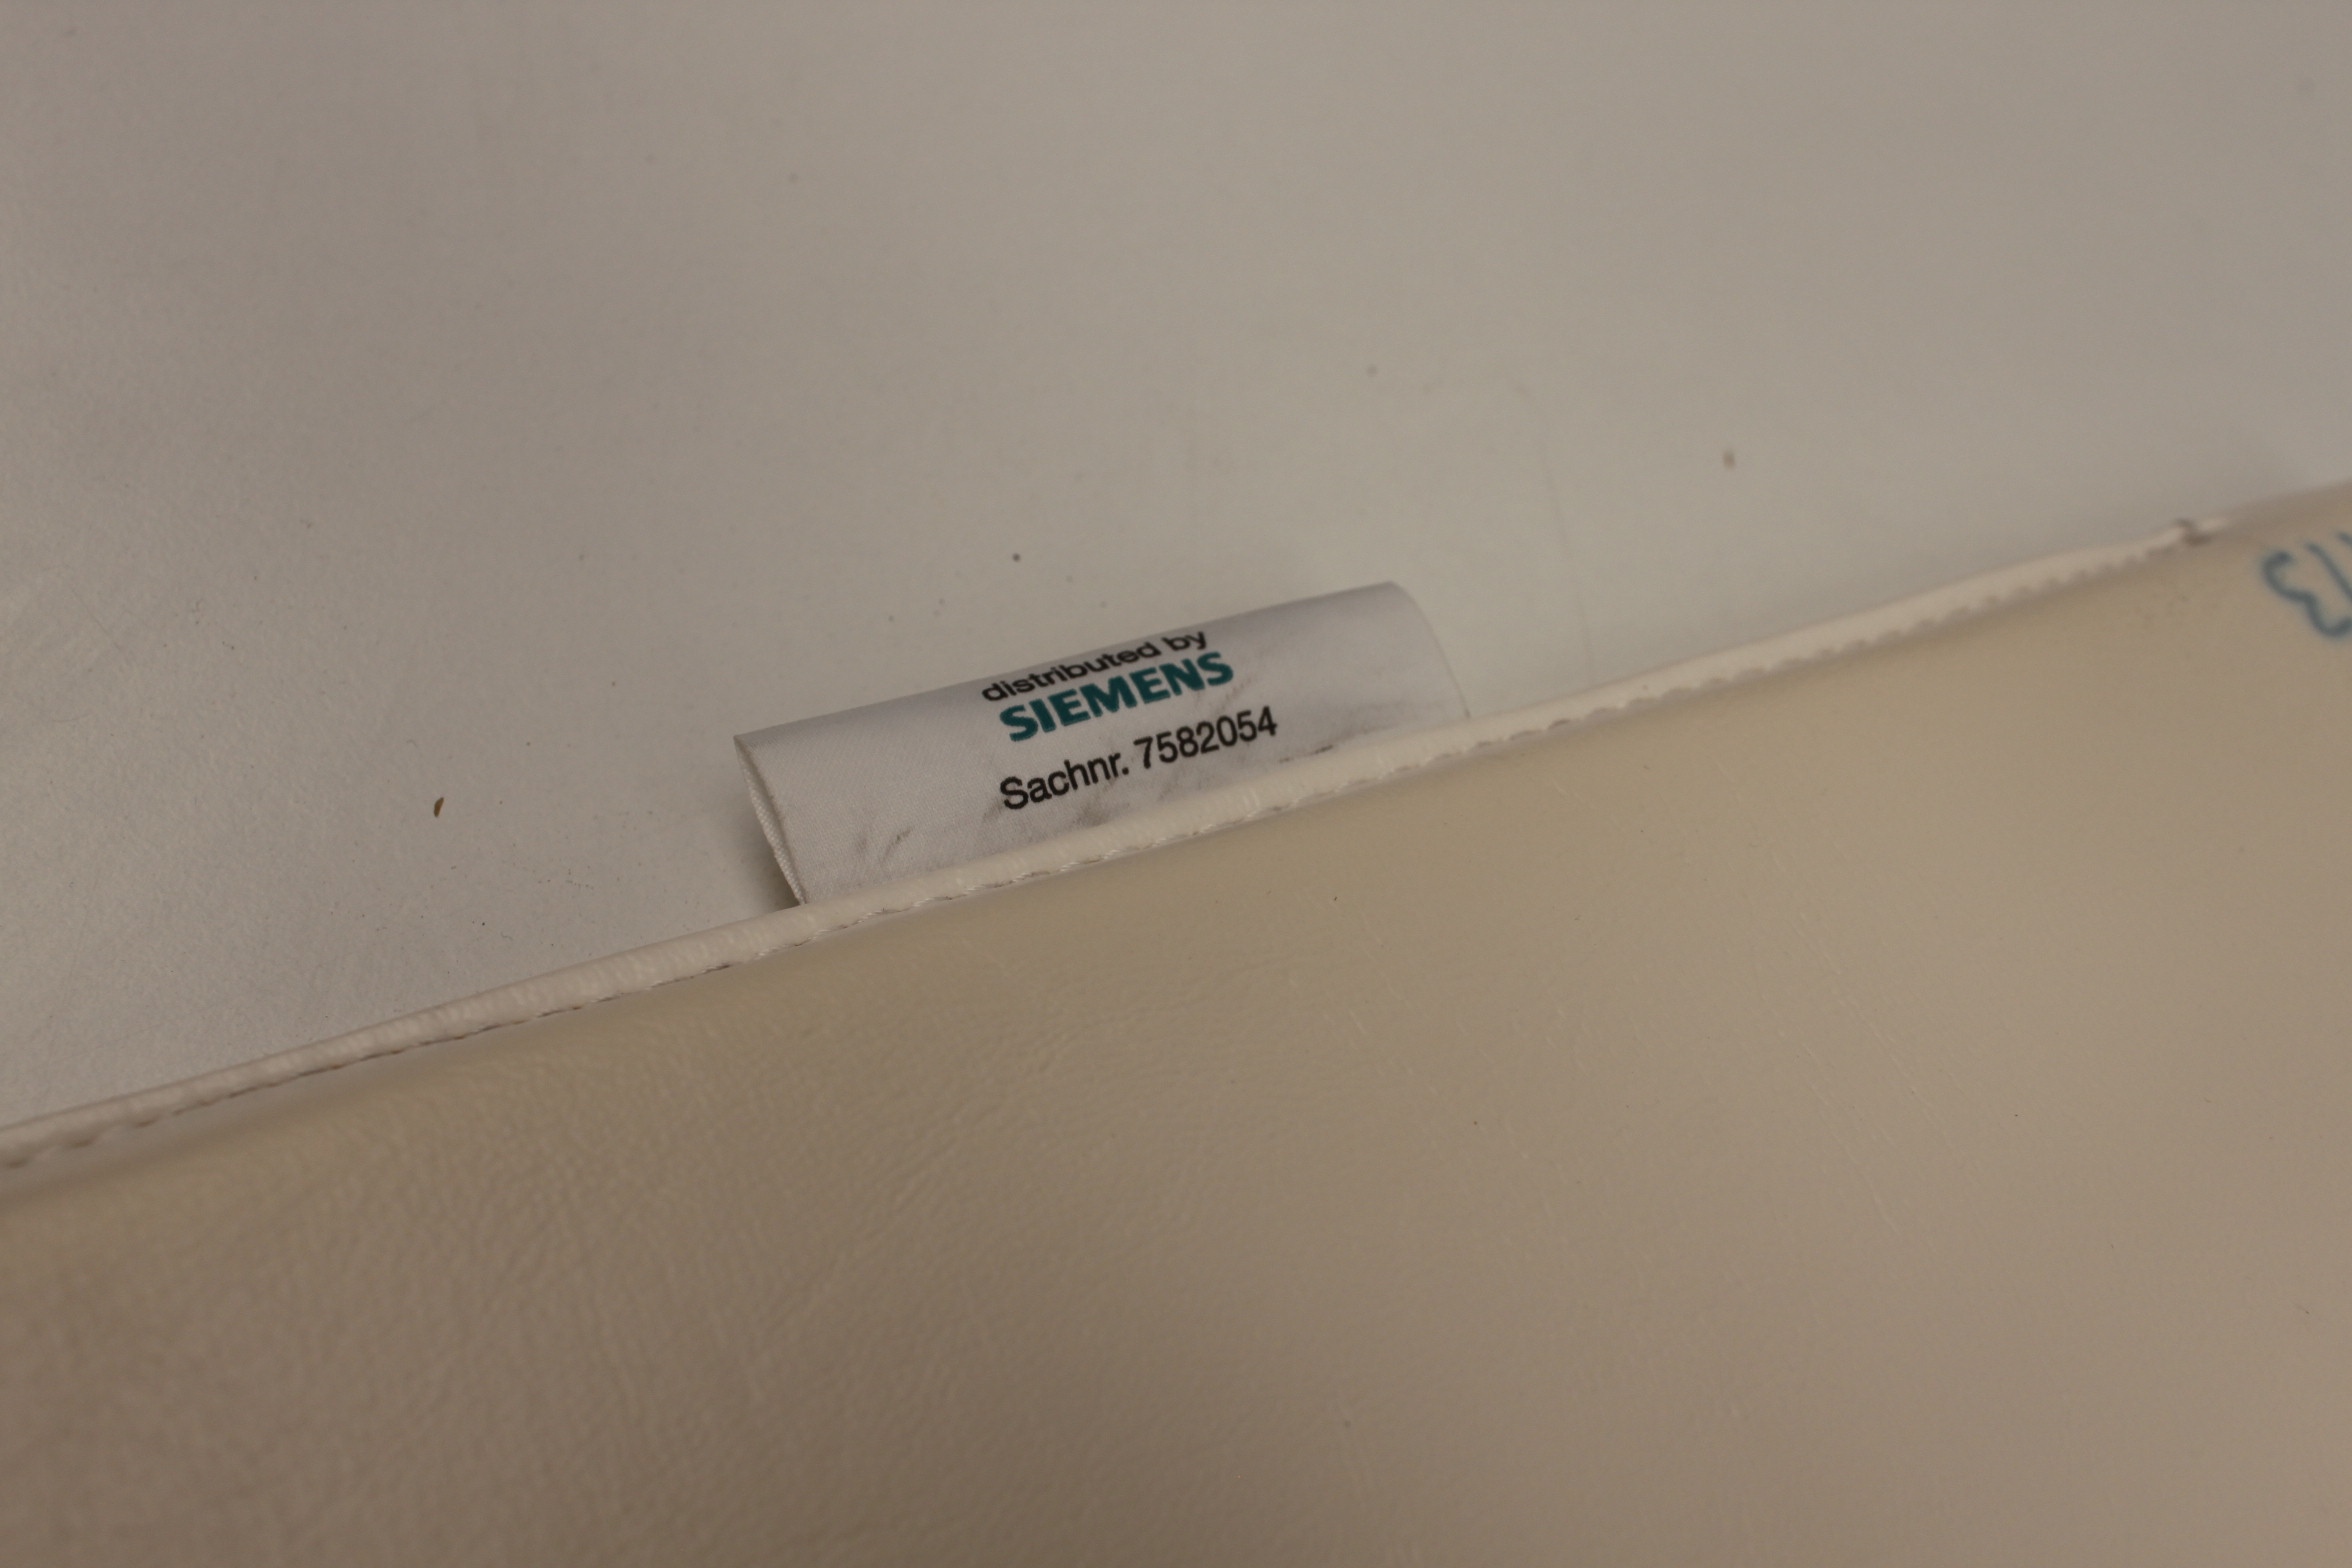 distributed by
SIEMENS
Sachnr. 7582054